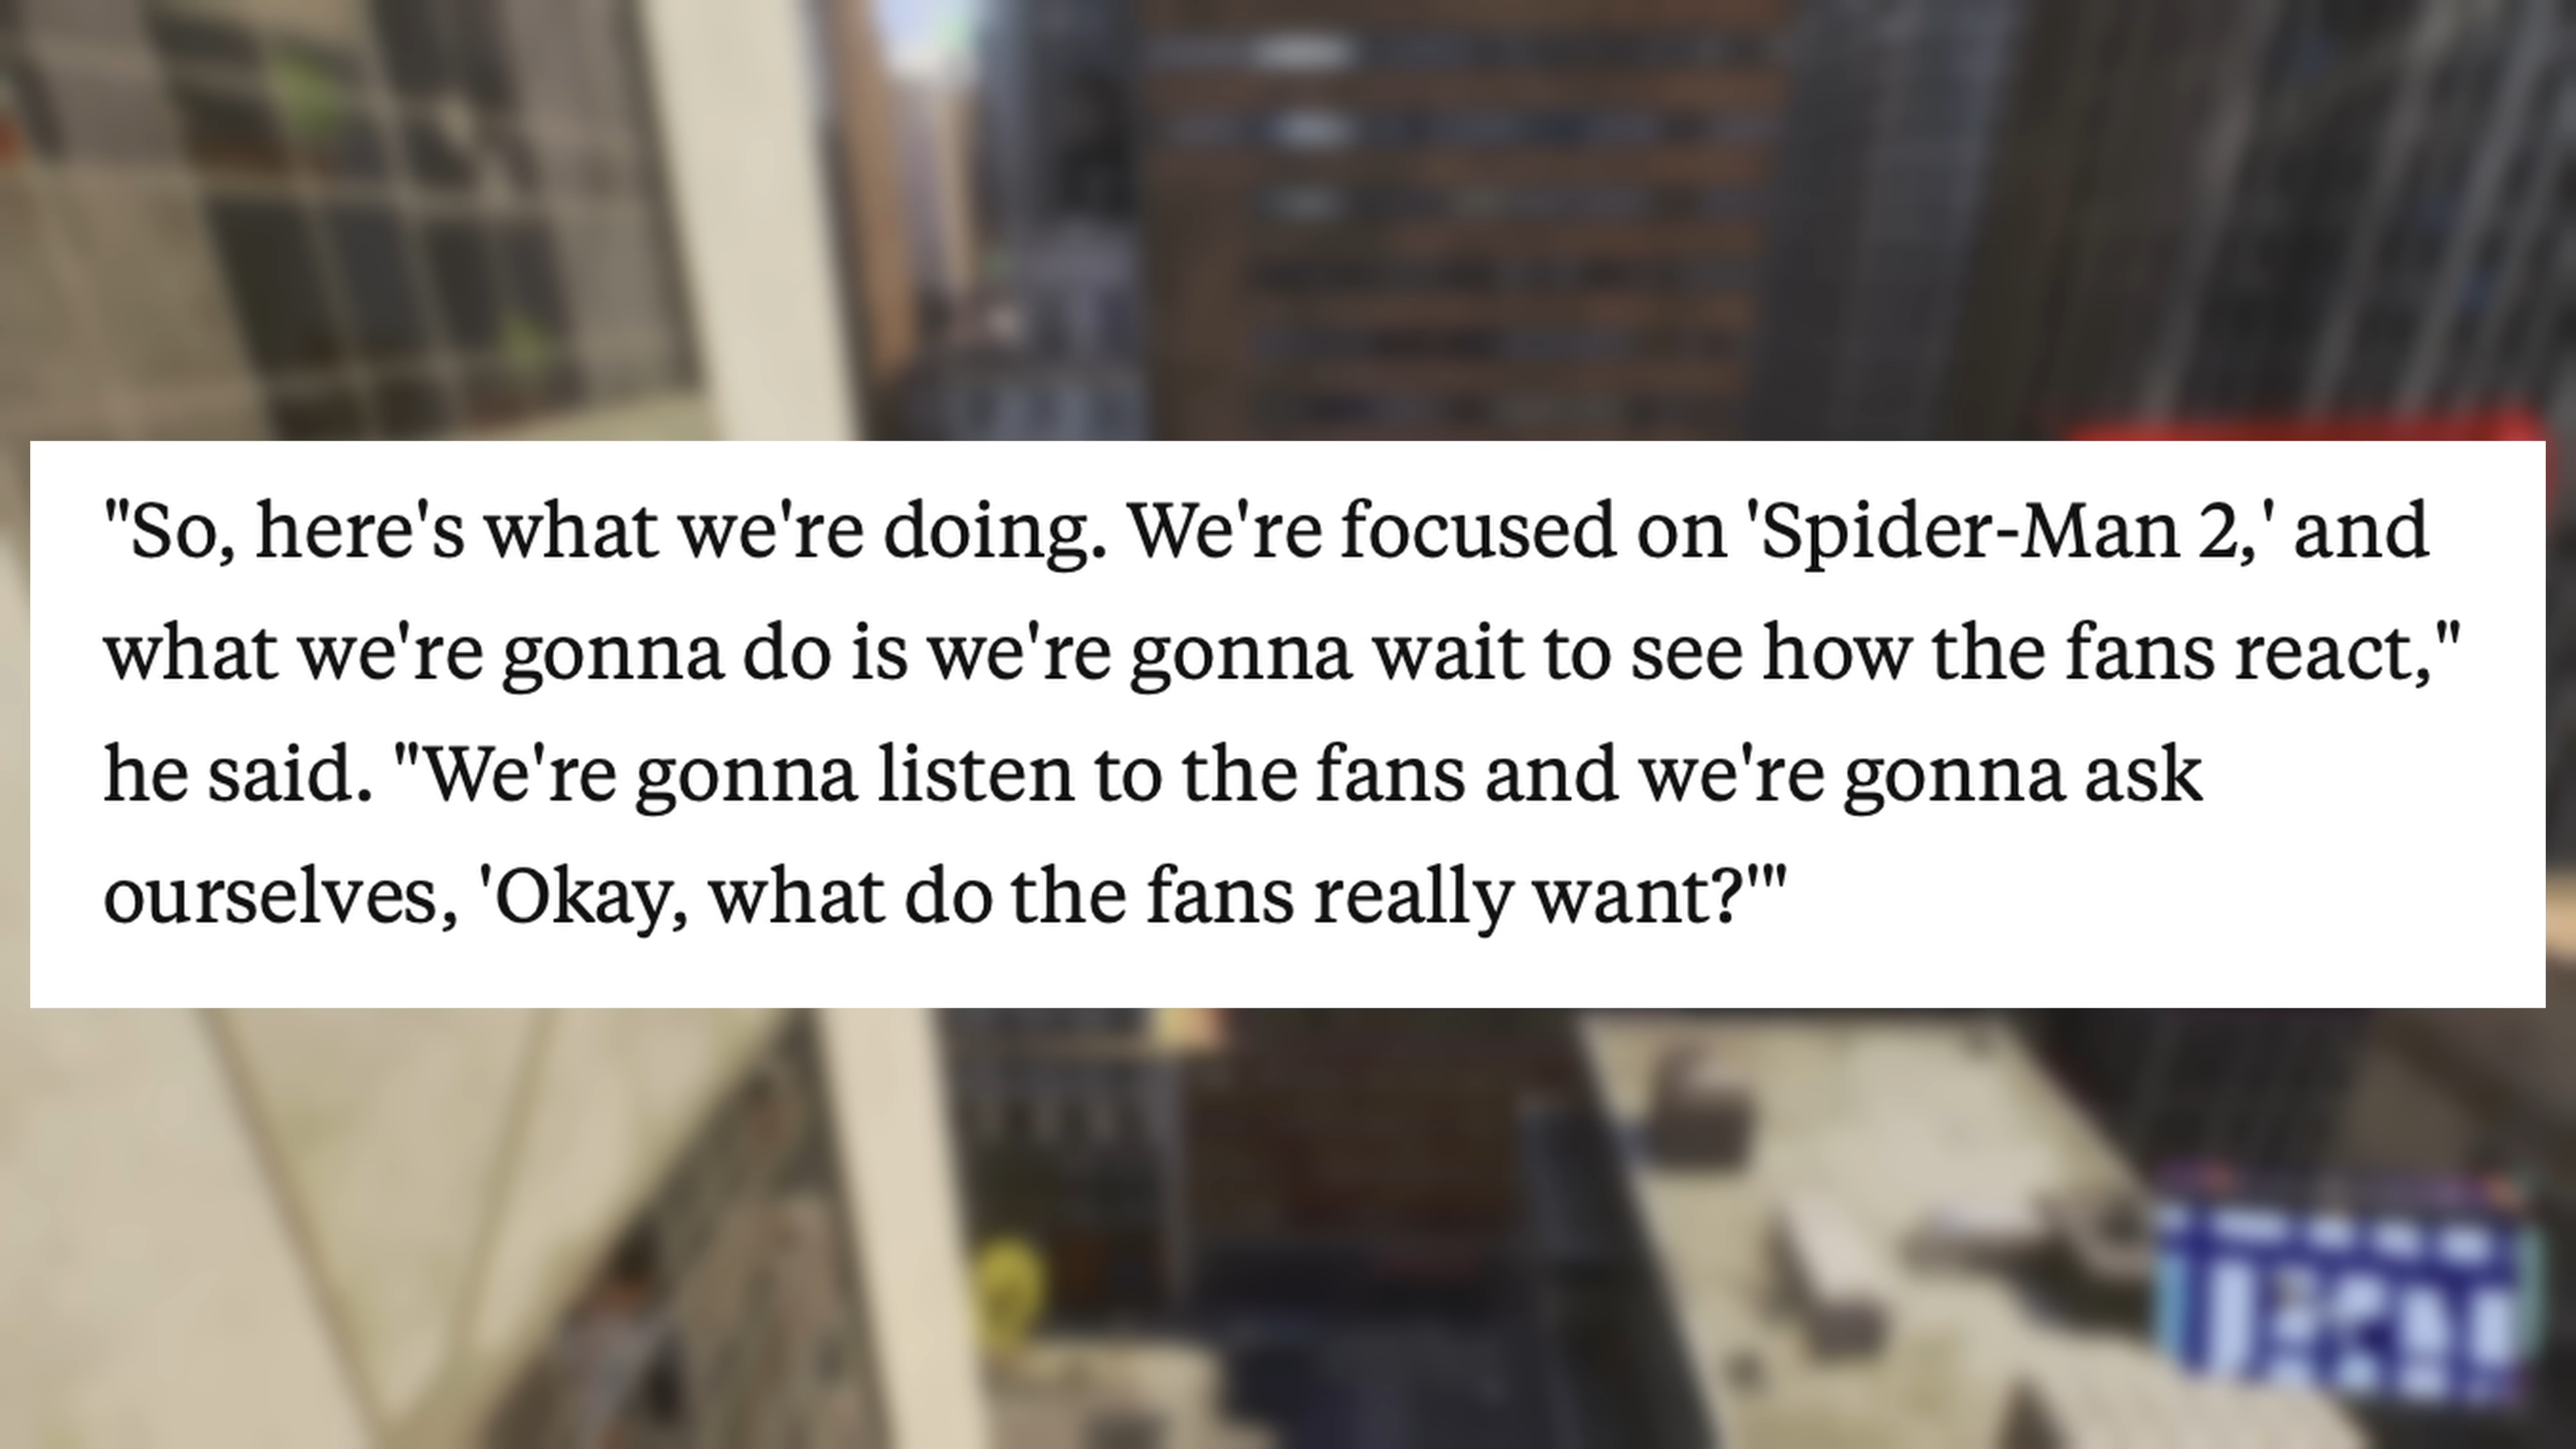 "So, here's what we're doing. We're focused on 'Spider-Man 2,' and
what we're gonna do is we're gonna wait to see how the fans react,"
he said. "We're gonna listen to the fans and we're gonna ask
ourselves, 'Okay, what do the fans really want?'"